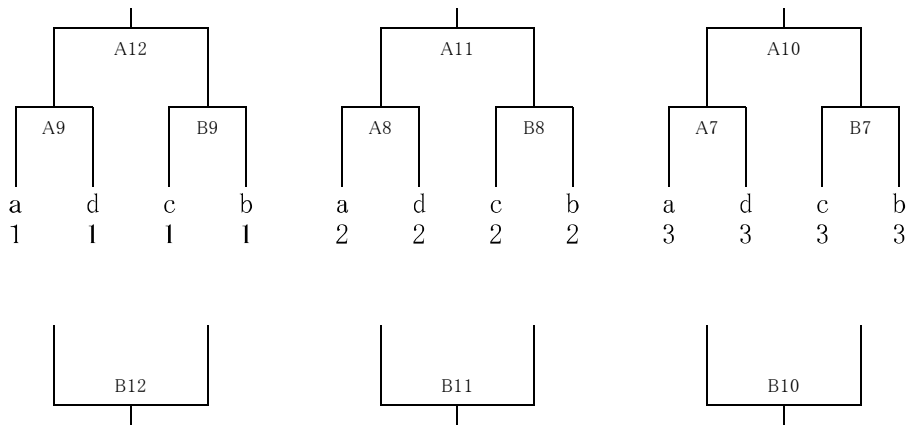 A12 A11 A10
A9 B9 A8 B8 A7 B7
a d c b a d c b a d c b
1 1 1 1 2 2 2 2 3 3 3 3
B12 B11 B10